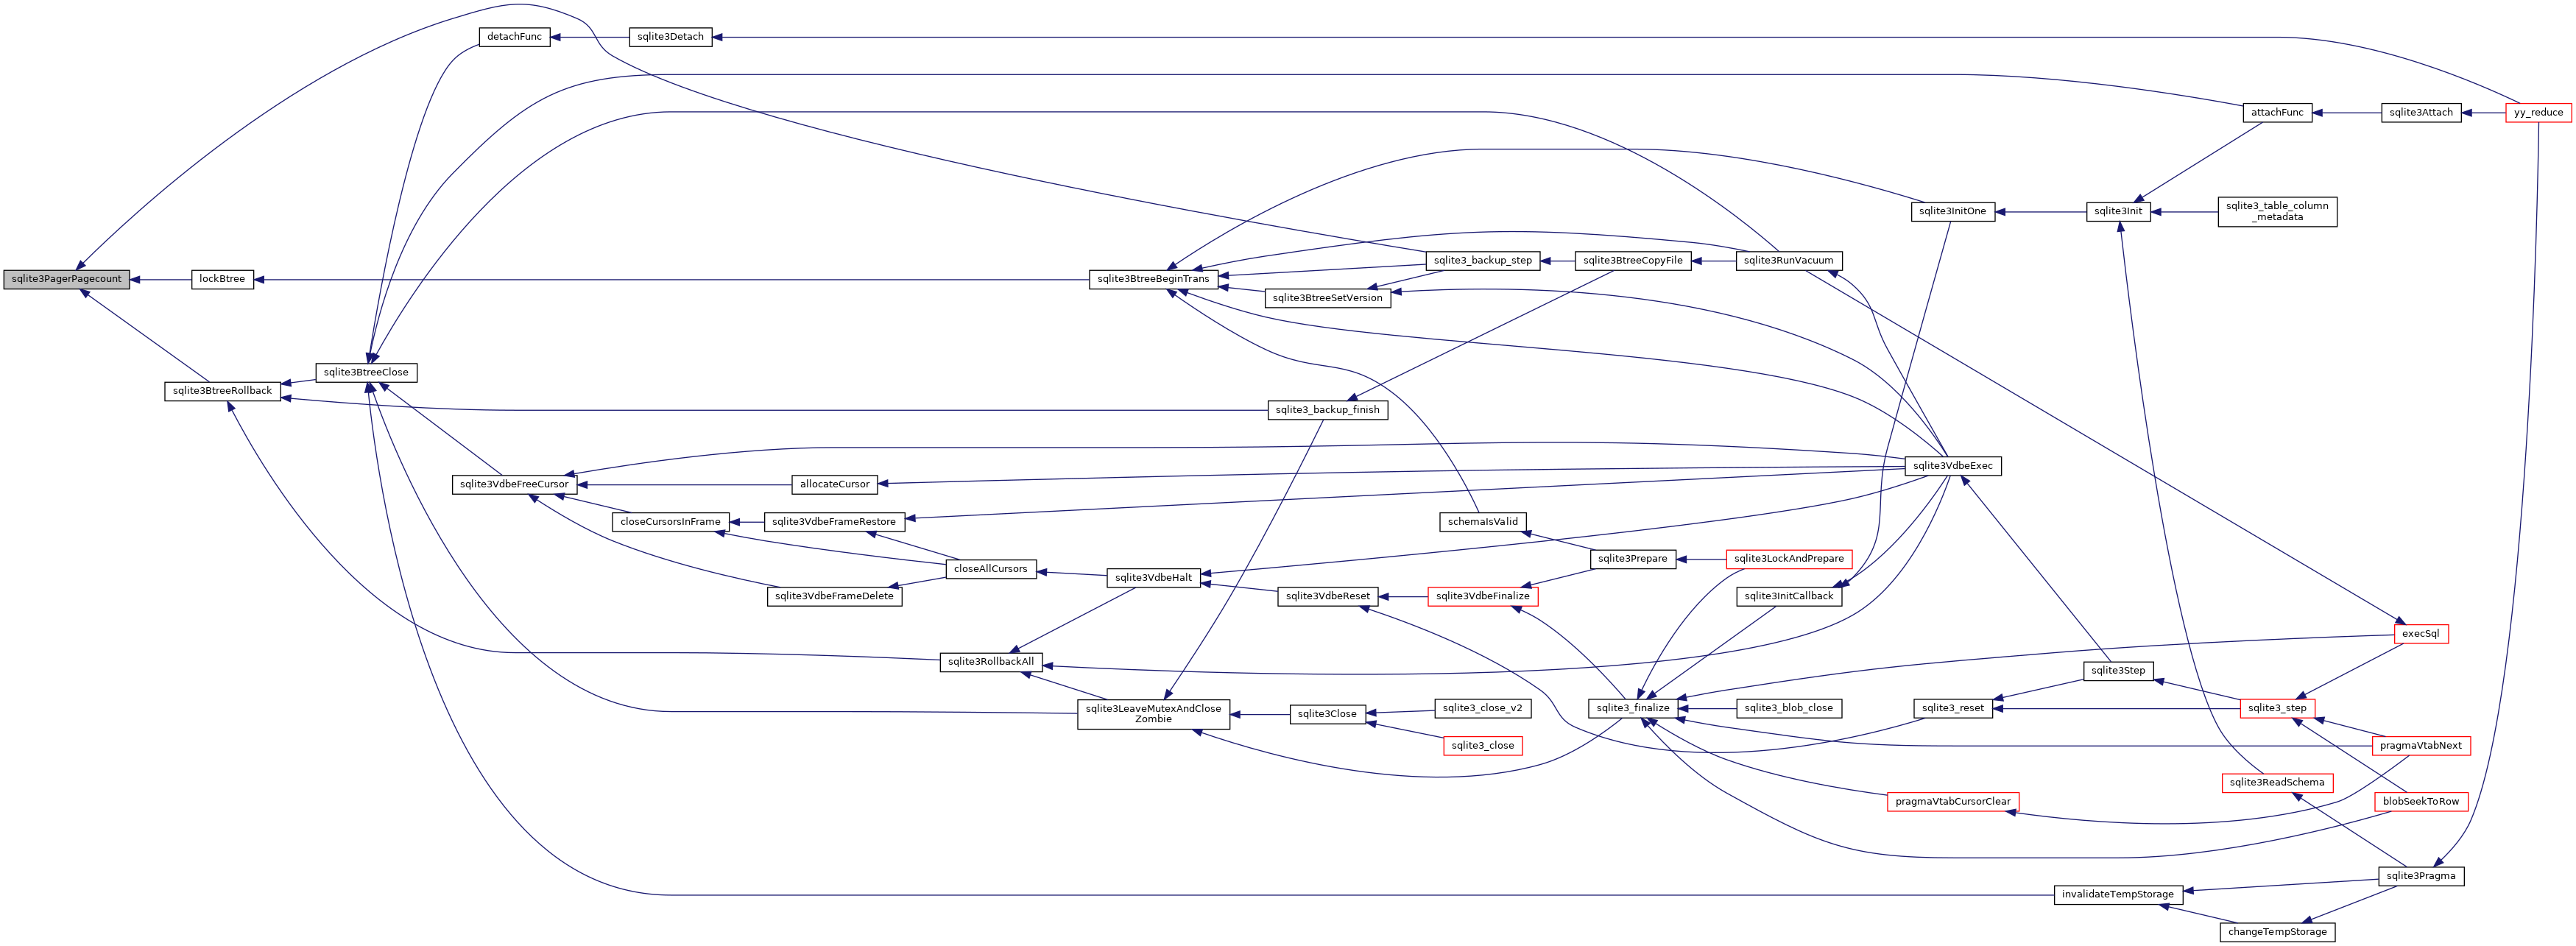 detachFunc
sqlite3Detach
attachFunc
sqlite3Attach
yy_reduce
sqlite3InitOne
sqlite3Init
sqlite3_table_column
_metadata
sqlite3PagerPagecount
lockBtree
sqlite3BtreeBeginTrans
sqlite3_backup_step
sqlite3BtreeCopyFile
sqlite3RunVacuum
sqlite3BtreeSetVersion
sqlite3BtreeClose
sqlite3BtreeRollback
sqlite3_backup_finish
sqlite3VdbeExec
sqlite3VdbeFreeCursor
allocateCursor
closeCursorsInFrame
sqlite3VdbeFrameRestore
schemaIsValid
sqlite3Prepare
sqlite3LockAndPrepare
closeAllCursors
sqlite3VdbeHalt
sqlite3VdbeFrameDelete
sqlite3VdbeReset
sqlite3VdbeFinalize
sqlite3InitCallback
execSql
sqlite3RollbackAll
sqlite3Step
sqlite3LeaveMutexAndClose
Zombie
sqlite3Close
sqlite3_close_v2
sqlite3_finalize
sqlite3_blob_close
sqlite3_reset
sqlite3_step
sqlite3_close
pragmaVtabNext
sqlite3ReadSchema
pragmaVtabCursorClear
blobSeekToRow
sqlite3Pragma
invalidateTempStorage
changeTempStorage